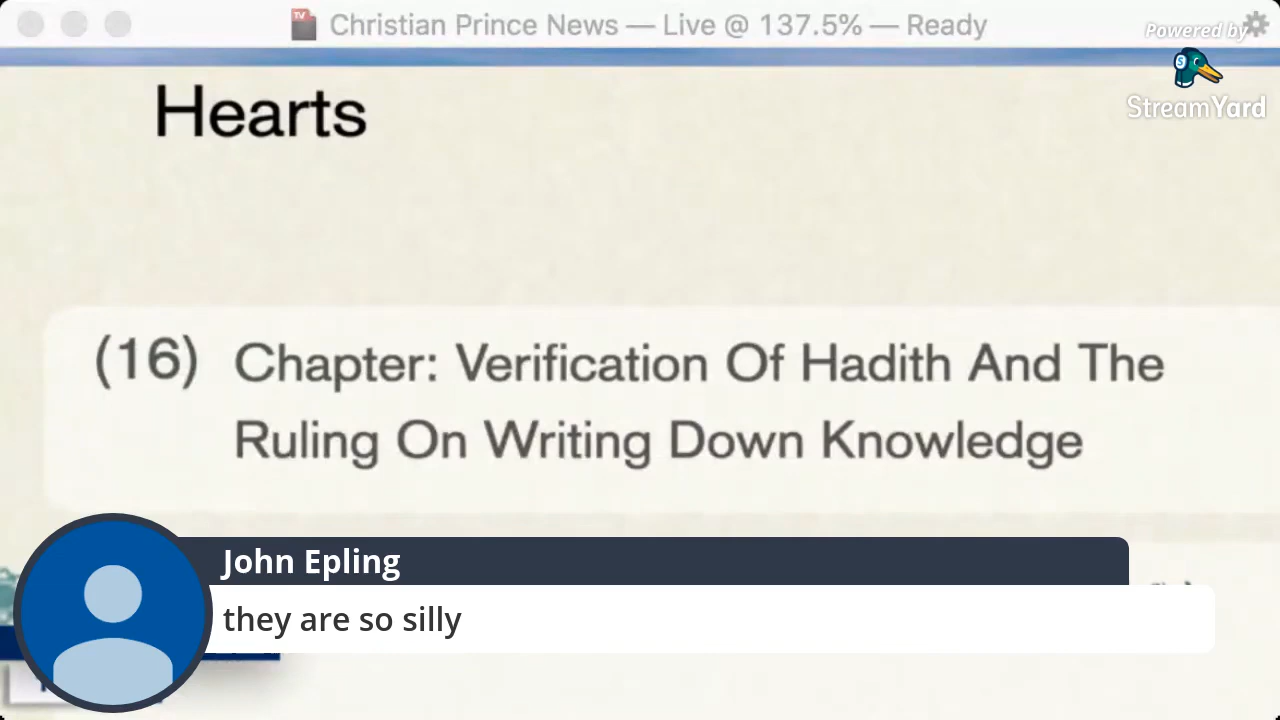 Christian Prince News — Live @ 137.5% — Ready
Powered by
StreamYard
Hearts
(16) Chapter: Verification Of Hadith And The
Ruling On Writing Down Knowledge
John Epling
they are so silly